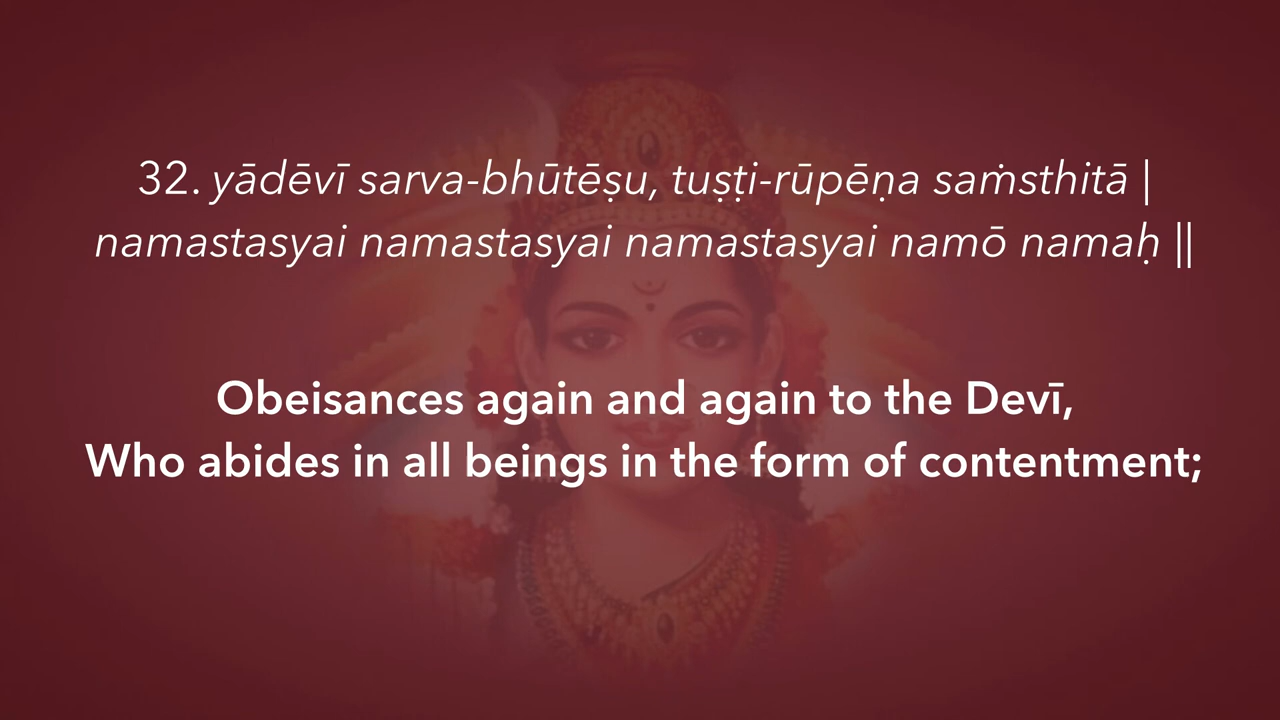 32. yādēvī sarva-bhūtēṣu, tuṣṭi-rūpēṇa saṁsthitā |
namastasyai namastasyai namastasyai namō namaḥ ||
Obeisances again and again to the Devī,
Who abides in all beings in the form of contentment;